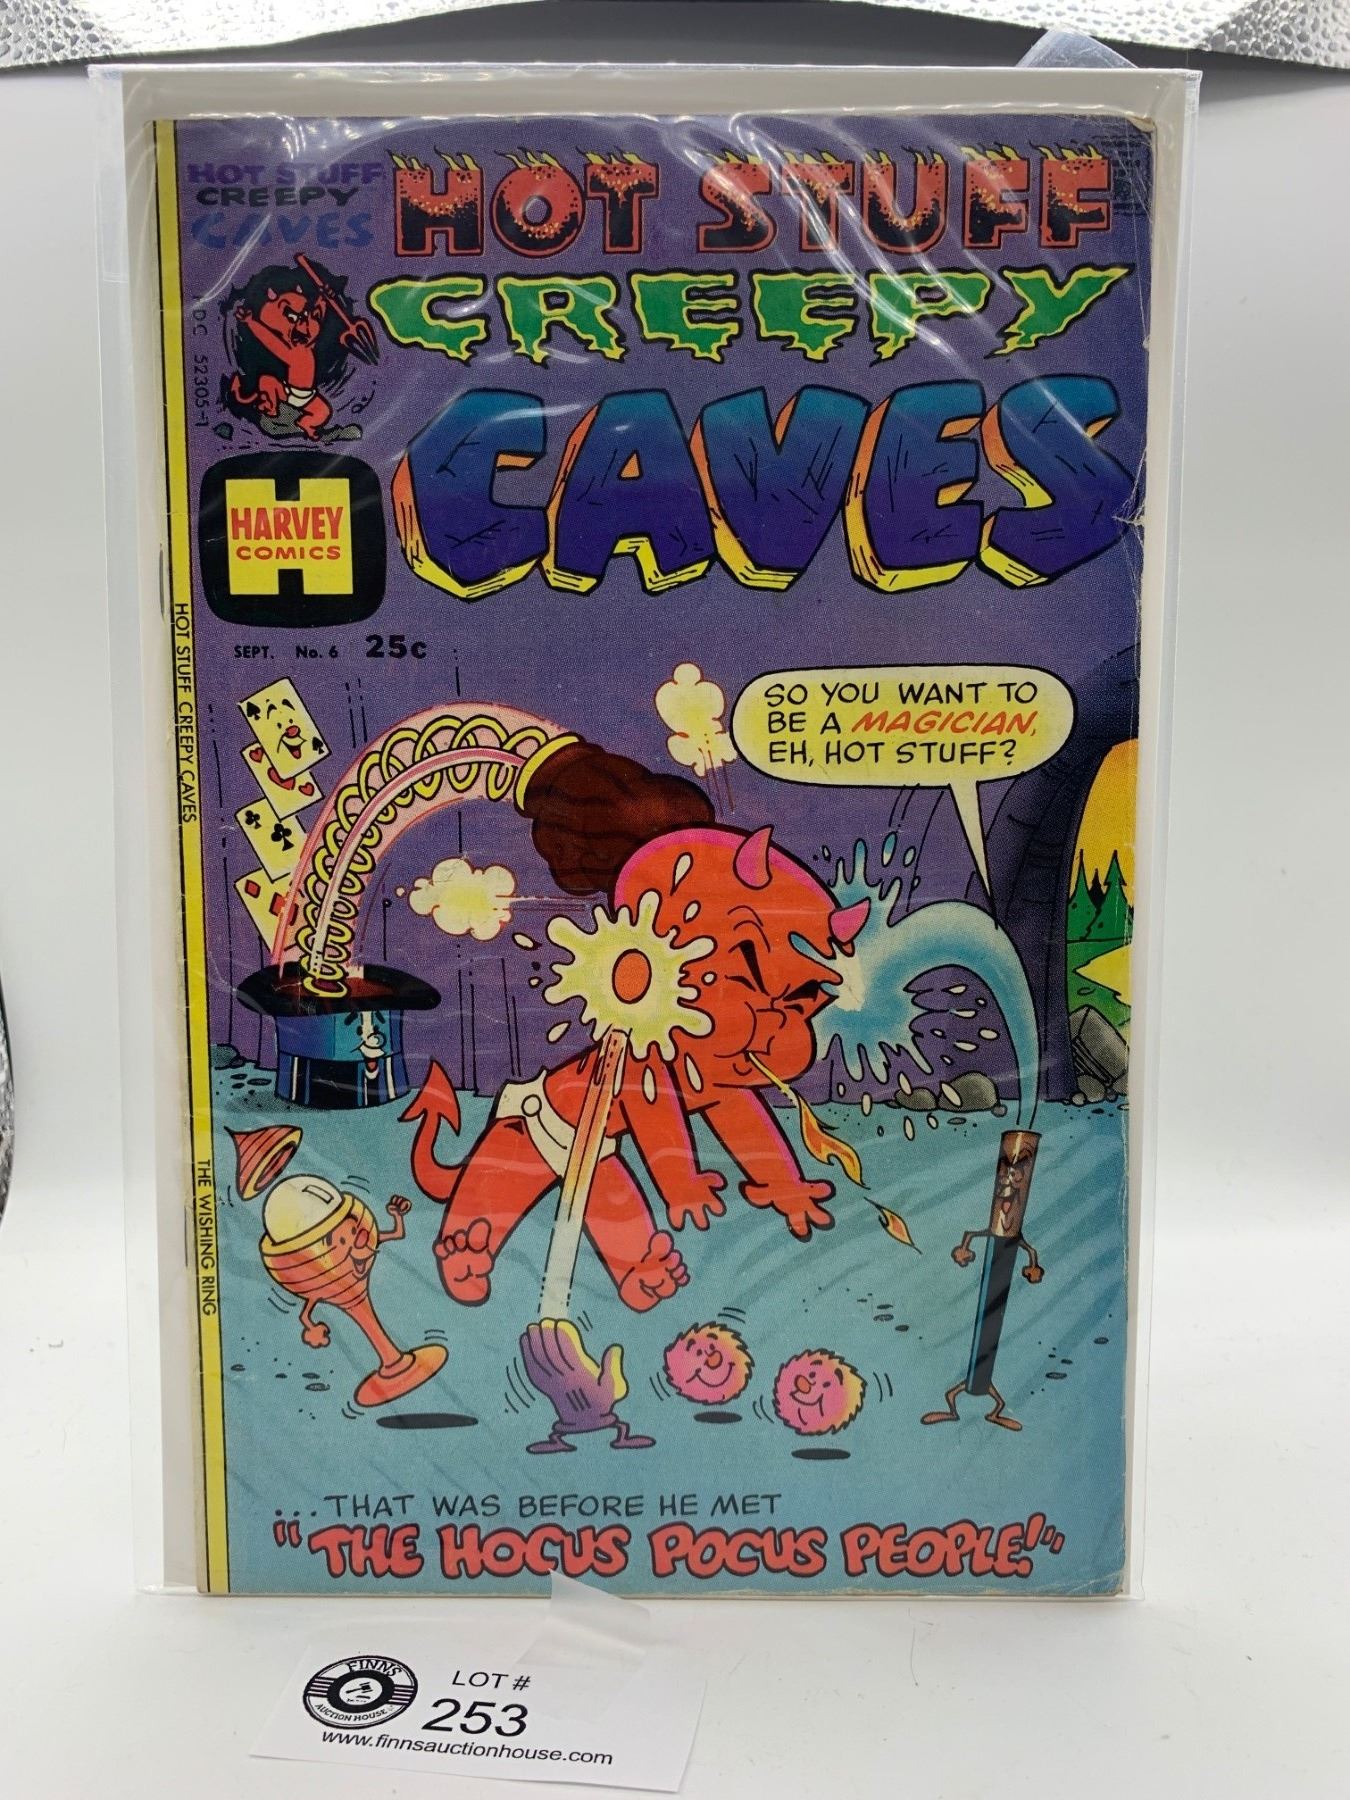 HOT STUFF
CREEPY
CAVES
HOT STUFF
CREEPY
CAVES
DC 52305-7
HARVEY
COMICS
SEPT. No. 6 25c
HOT STUFF CREEPY CAVES
THE WISHING RING
SO YOU WANT TO
BE A MAGICIAN,
EH, HOT STUFF?
...THAT WAS BEFORE HE MET
"THE HOCUS POCUS PEOPLE!"
FINNS
AUCTION HOUSE
LOT #
253
www.finnsauctionhouse.com